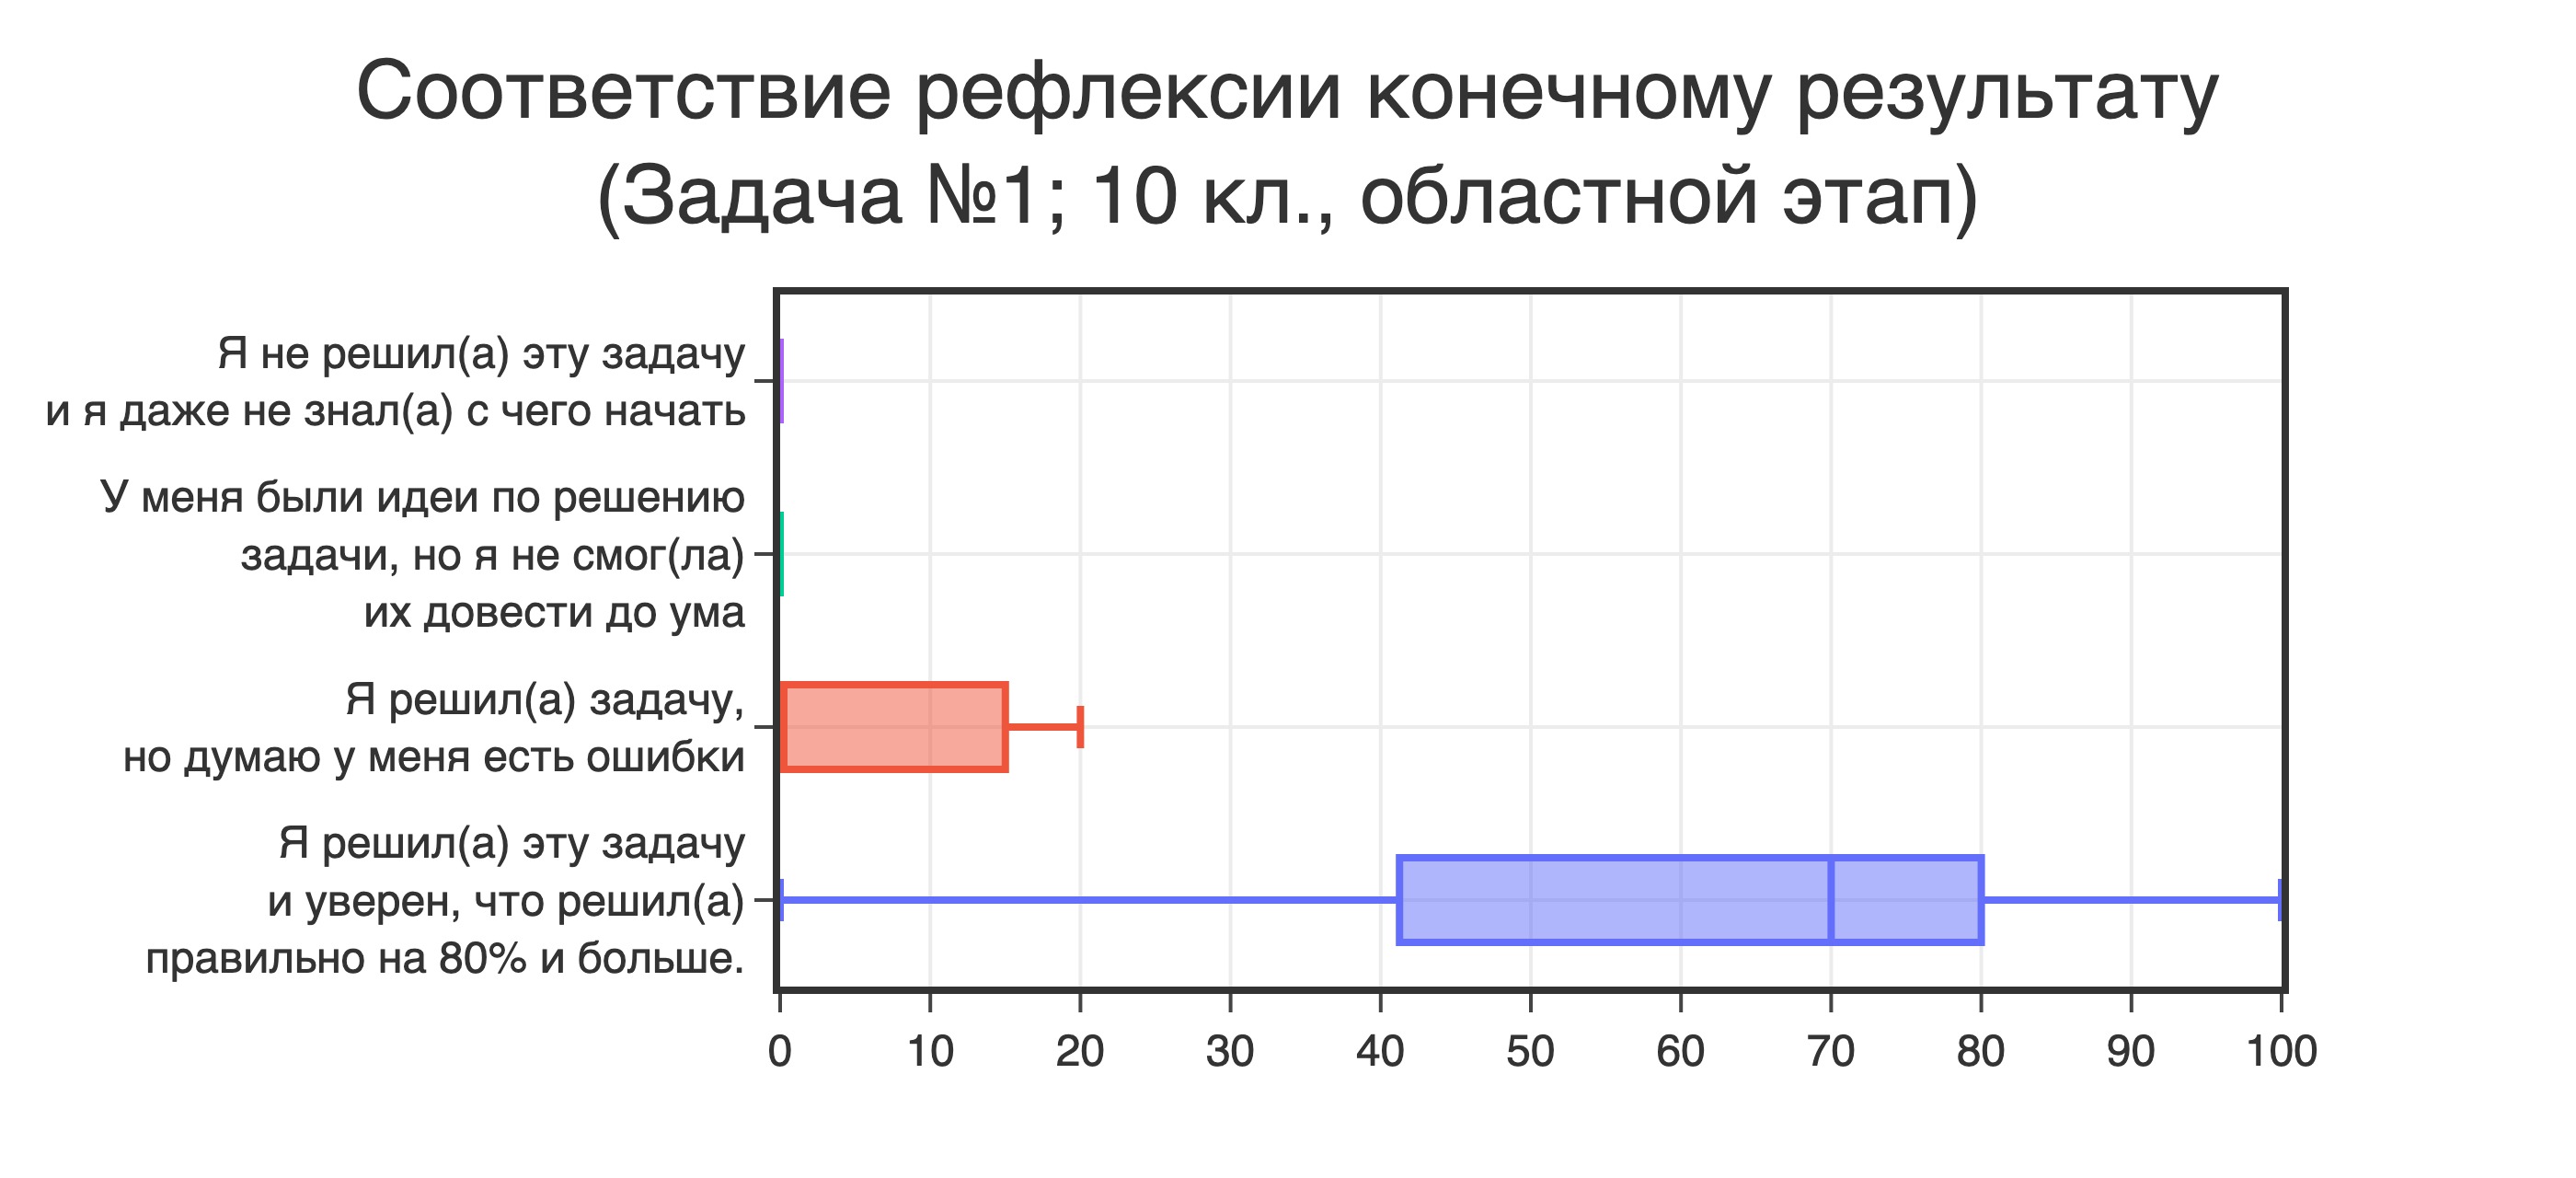 Соответствие рефлексии конечному результату
(Задача №1; 10 кл., областной этап)
Я не решил(а) эту задачу
и я даже не знал(а) с чего начать
У меня были идеи по решению
задачи, но я не смог(ла)
их довести до ума
Я решил(а) задачу,
но думаю у меня есть ошибки
Я решил(а) эту задачу
и уверен, что решил(а)
правильно на 80% и больше.
0 10 20 30 40 50 60 70 80 90 100